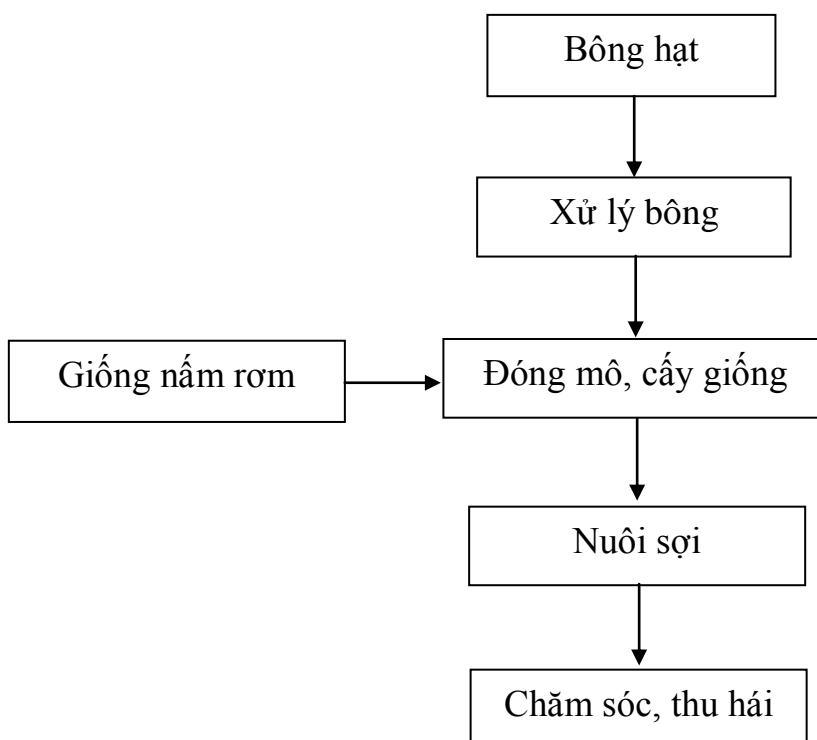 Bông hạt
Xử lý bông
Giống nấm rơm
Đóng mô, cấy giống
Nuôi sợi
Chăm sóc, thu hái